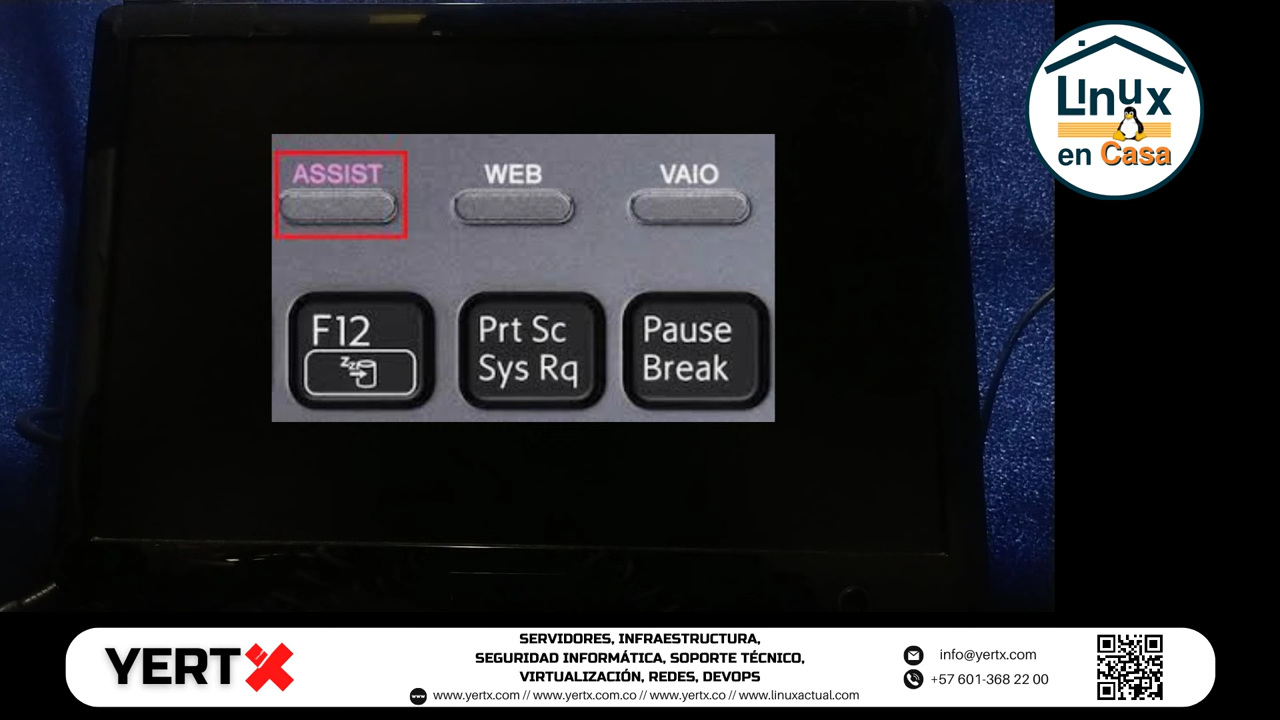 Linux
en Casa
ASSIST WEB VAIO
F12 Prt Sc Pause
zzz Sys Rq Break
YERTX
SERVIDORES, INFRAESTRUCTURA,
SEGURIDAD INFORMÁTICA, SOPORTE TÉCNICO,
VIRTUALIZACIÓN, REDES, DEVOPS
www.yertx.com // www.yertx.com.co // www.yertx.co // www.linuxactual.com
info@yertx.com
+57 601-368 22 00